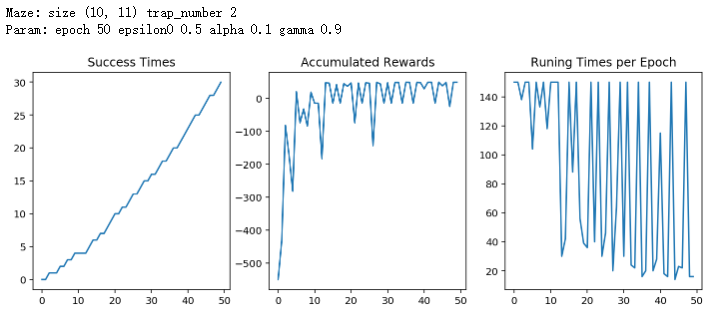 Maze: size (10, 11) trap_number 2
Param: epoch 50 epsilon0 0.5 alpha 0.1 gamma 0.9
Success Times
30
25
20
15
10
5
0
0 10 20 30 40 50
Accumulated Rewards
0
−100
−200
−300
−400
−500
0 10 20 30 40 50
Runing Times per Epoch
140
120
100
80
60
40
20
0 10 20 30 40 50